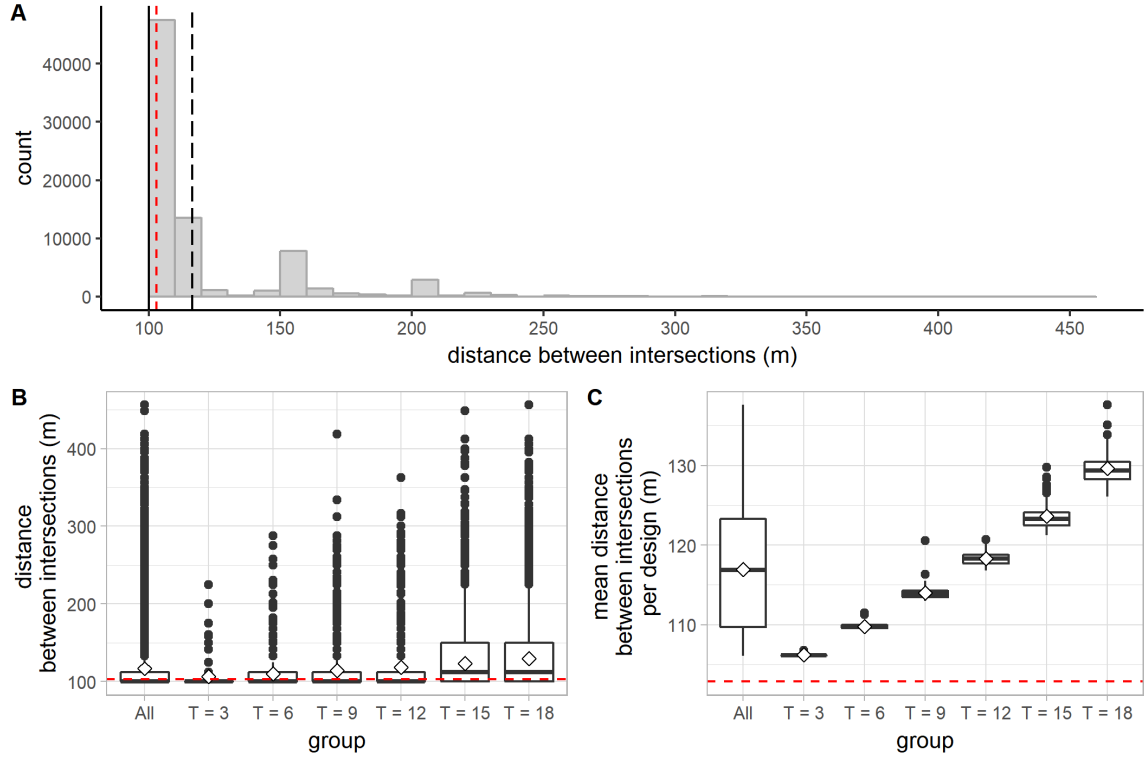 A
count
40000
30000
20000
10000
0
100 150 200 250 300 350 400 450
distance between intersections (m)
B
distance
between intersections (m)
400
300
200
100
All T = 3 T = 6 T = 9 T = 12 T = 15 T = 18
group
C
mean distance
between intersections
per design (m)
130
120
110
All T = 3 T = 6 T = 9 T = 12 T = 15 T = 18
group